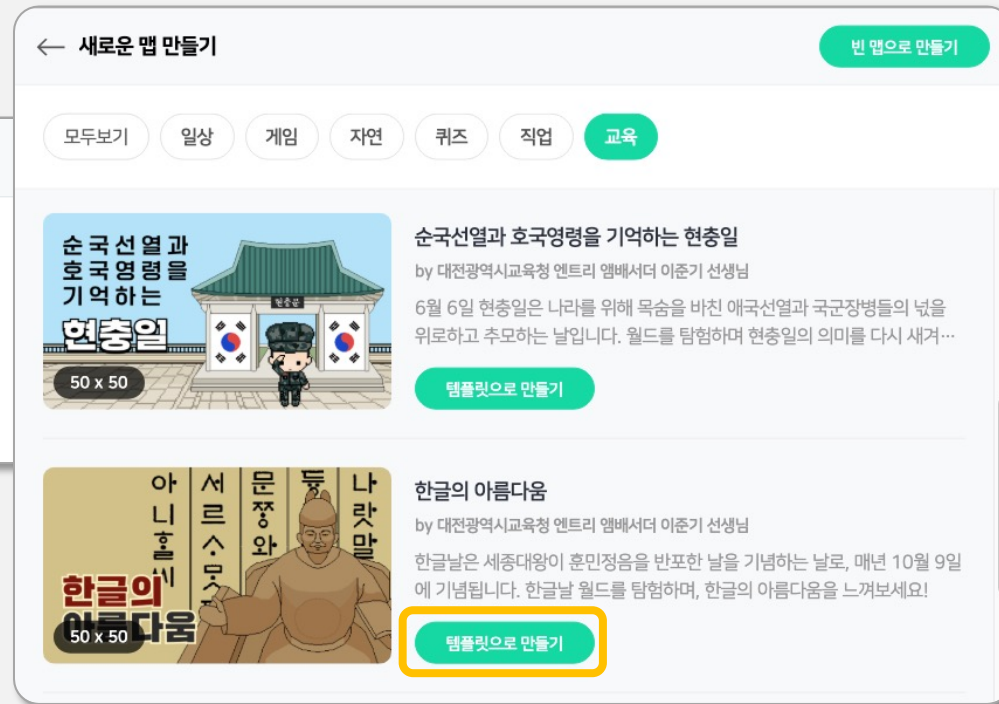 ← 새로운 맵 만들기
빈 맵으로 만들기
모두보기 일상 게임 자연 퀴즈 직업 교육
순국선열과
호국영령을
기억하는
현충일
현충문
50 x 50
순국선열과 호국영령을 기억하는 현충일
by 대전광역시교육청 엔트리 앰배서더 이준기 선생님
6월 6일 현충일은 나라를 위해 목숨을 바친 애국선열과 국군장병들의 넋을
위로하고 추모하는 날입니다. 월드를 탐험하며 현충일의 의미를 다시 새겨…
템플릿으로 만들기
나랏말
문ᄍᆞᆼ와
서르ᄉᆞᄆᆞᆺ
아니ᄒᆞᆯ
한글의
아름다움
50 x 50
한글의 아름다움
by 대전광역시교육청 엔트리 앰배서더 이준기 선생님
한글날은 세종대왕이 훈민정음을 반포한 날을 기념하는 날로, 매년 10월 9일
에 기념됩니다. 한글날 월드를 탐험하며, 한글의 아름다움을 느껴보세요!
템플릿으로 만들기